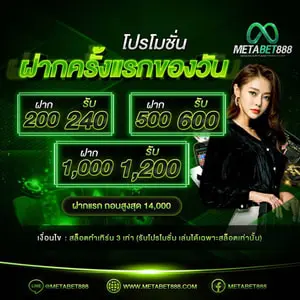 METABET888
โปรโมชั่น
ฝากครั้งแรกของวัน
ฝาก รับ
200 240
ฝาก รับ
500 600
ฝาก รับ
1,000 1,200
ฝากแรก ถอนสูงสุด 14,000
เงื่อนไข : สล็อตทำเทิร์น 3 เท่า (รับโปรโมชั่น เล่นได้เฉพาะสล็อตเท่านั้น)
@METABET888
WWW.METABET888.COM
METABET888